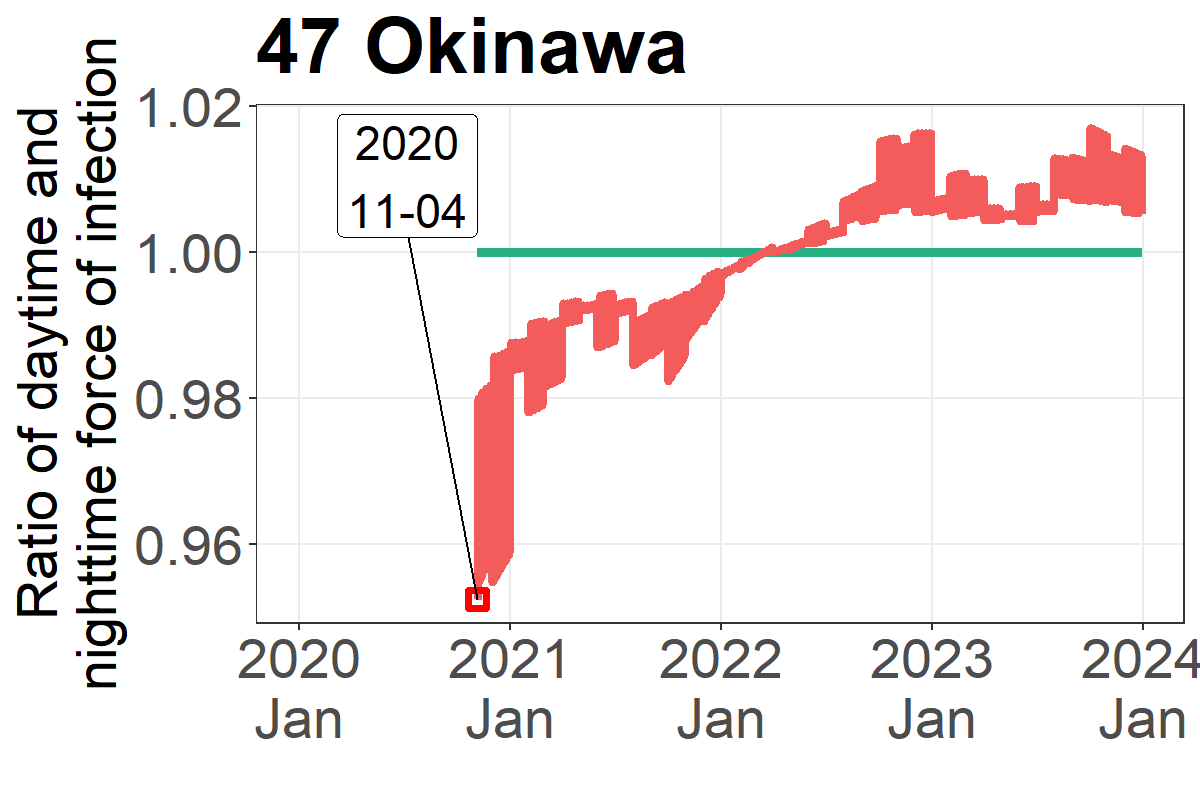 47 Okinawa
Ratio of daytime and
nighttime force of infection
1.02
1.00
0.98
0.96
2020
11-04
2020
Jan
2021
Jan
2022
Jan
2023
Jan
2024
Jan